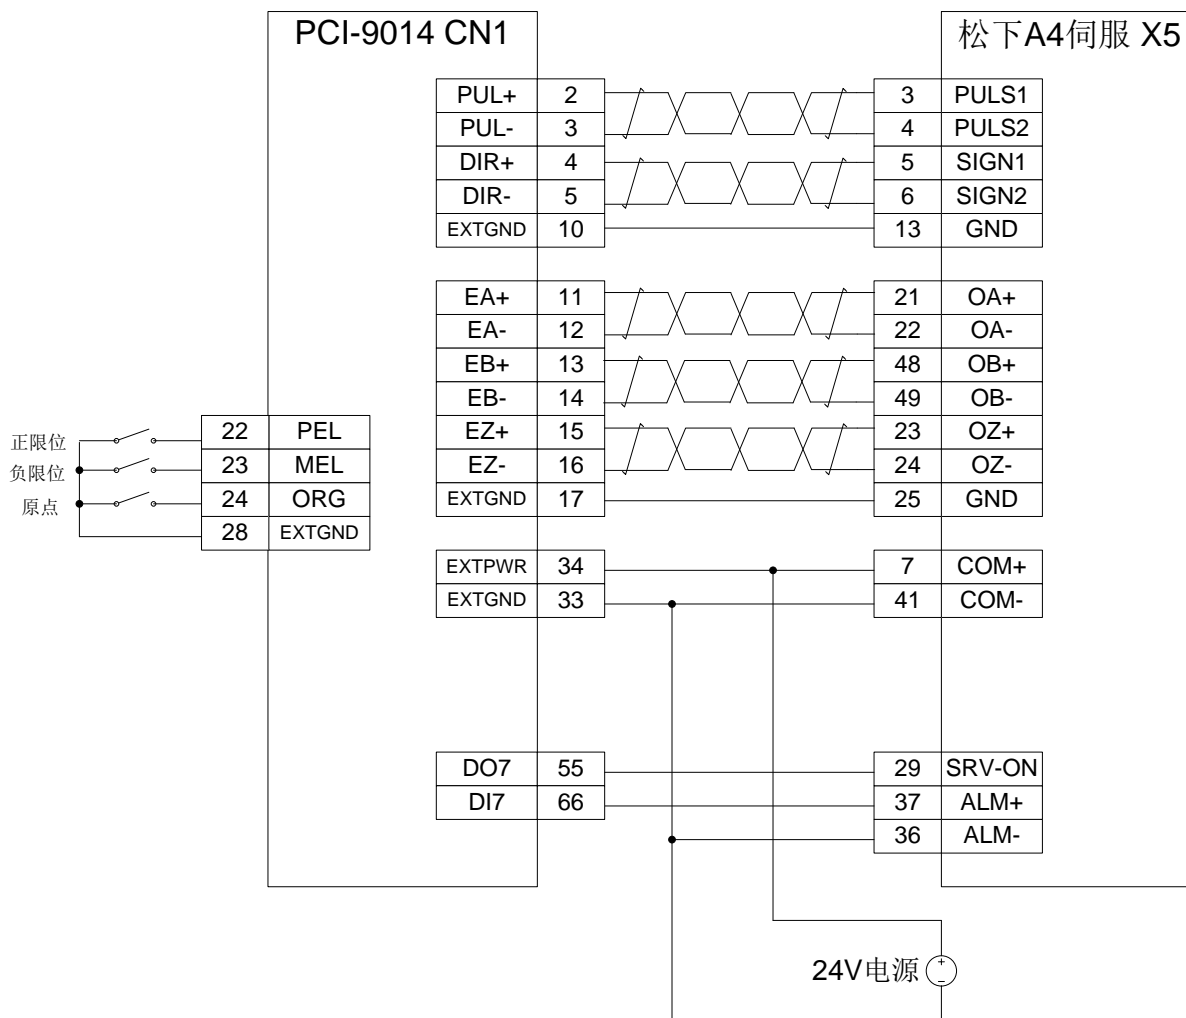 PCI-9014 CN1
松下A4伺服 X5
PUL+ 2 3 PULS1
PUL- 3 4 PULS2
DIR+ 4 5 SIGN1
DIR- 5 6 SIGN2
EXTGND 10 13 GND
EA+ 11 21 OA+
EA- 12 22 OA-
EB+ 13 48 OB+
EB- 14 49 OB-
EZ+ 15 23 OZ+
EZ- 16 24 OZ-
EXTGND 17 25 GND
正限位 22 PEL
负限位 23 MEL
原点 24 ORG
28 EXTGND
EXTPWR 34 7 COM+
EXTGND 33 41 COM-
DO7 55 29 SRV-ON
DI7 66 37 ALM+
36 ALM-
24V电源 + -